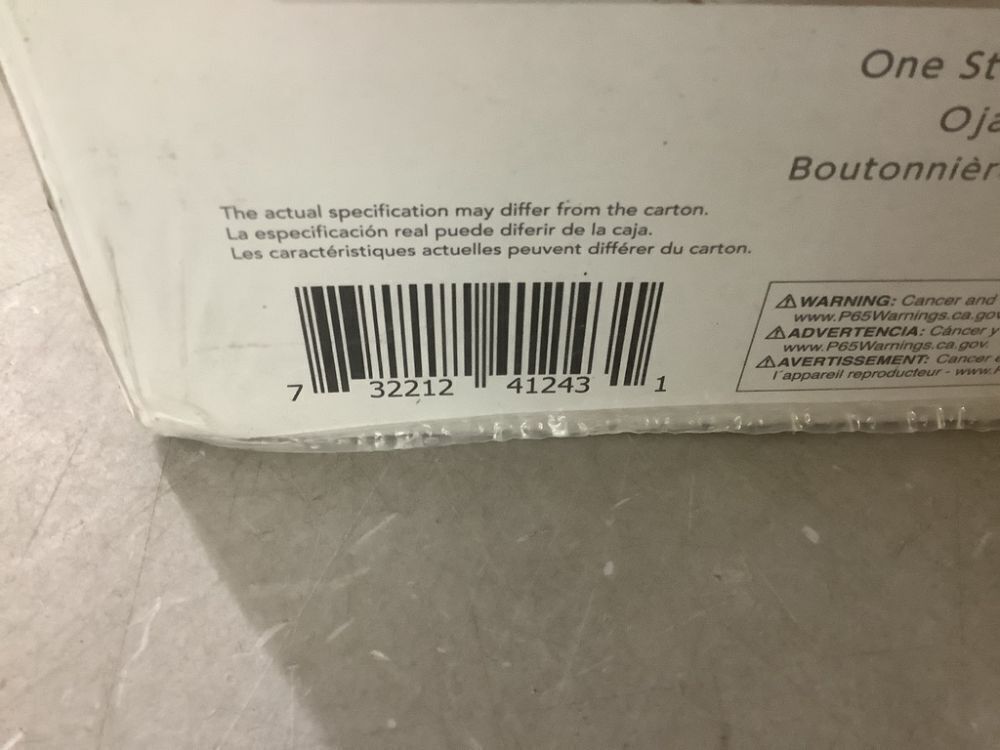 One St
Oja
Boutonnièr
The actual specification may differ from the carton.
La especificación real puede diferir de la caja.
Les caractéristiques actuelles peuvent différer du carton.
7 32212 41243 1
⚠WARNING: Cancer and
www.P65Warnings.ca.gov
⚠ADVERTENCIA: Cáncer y
www.P65Warnings.ca.gov.
⚠AVERTISSEMENT: Cancer
l'appareil reproducteur - www.